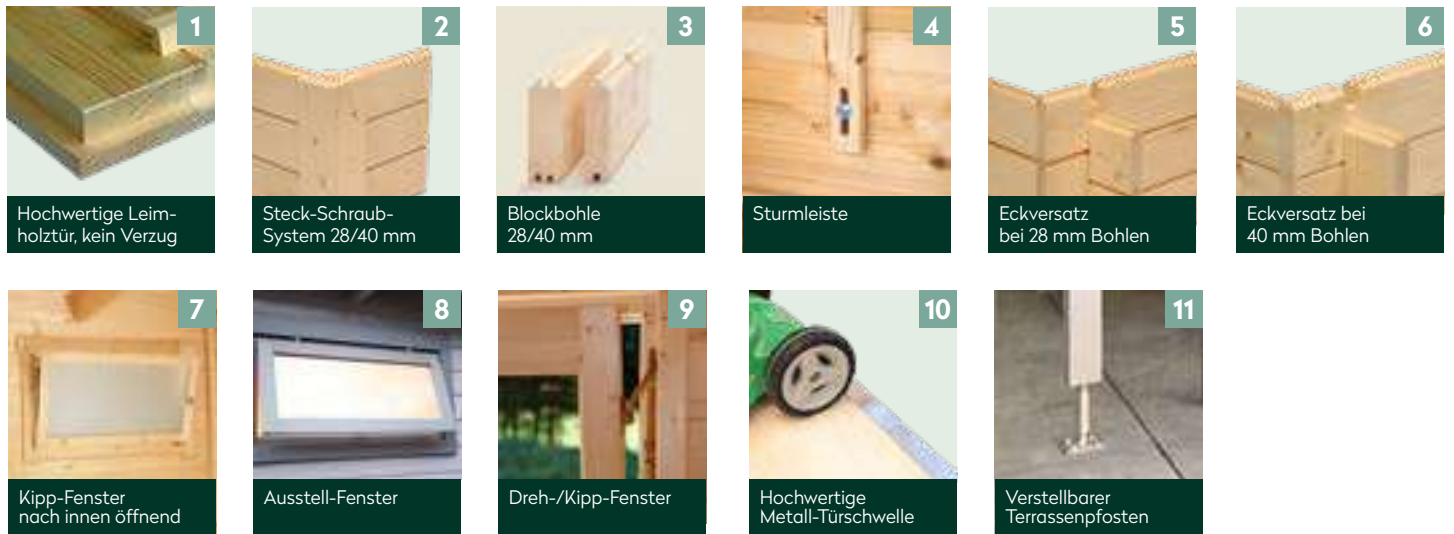 1
Hochwertige Leim-
holztür, kein Verzug
2
Steck-Schraub-
System 28/40 mm
3
Blockbohle
28/40 mm
4
Sturmleiste
5
Eckversatz
bei 28 mm Bohlen
6
Eckversatz bei
40 mm Bohlen
7
Kipp-Fenster
nach innen öffnend
8
Ausstell-Fenster
9
Dreh-/Kipp-Fenster
10
Hochwertige
Metall-Türschwelle
11
Verstellbarer
Terrassenpfosten